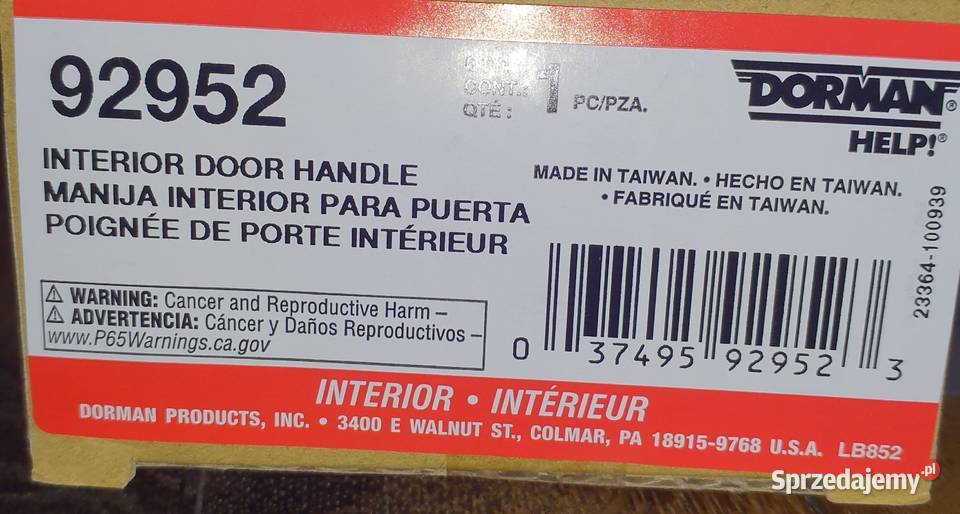 92952
CONT.: 1 PC/PZA.
QTÉ :
DORMAN®
HELP!®
INTERIOR DOOR HANDLE
MANIJA INTERIOR PARA PUERTA
POIGNÉE DE PORTE INTÉRIEUR
MADE IN TAIWAN. • HECHO EN TAIWAN.
• FABRIQUÉ EN TAIWAN.
23364-100939
⚠ WARNING: Cancer and Reproductive Harm –
⚠ ADVERTENCIA: Cáncer y Daños Reproductivos –
www.P65Warnings.ca.gov
0 37495 92952 3
INTERIOR • INTÉRIEUR
DORMAN PRODUCTS, INC. • 3400 E WALNUT ST., COLMAR, PA 18915-9768 U.S.A. LB852
Sprzedajemy.pl